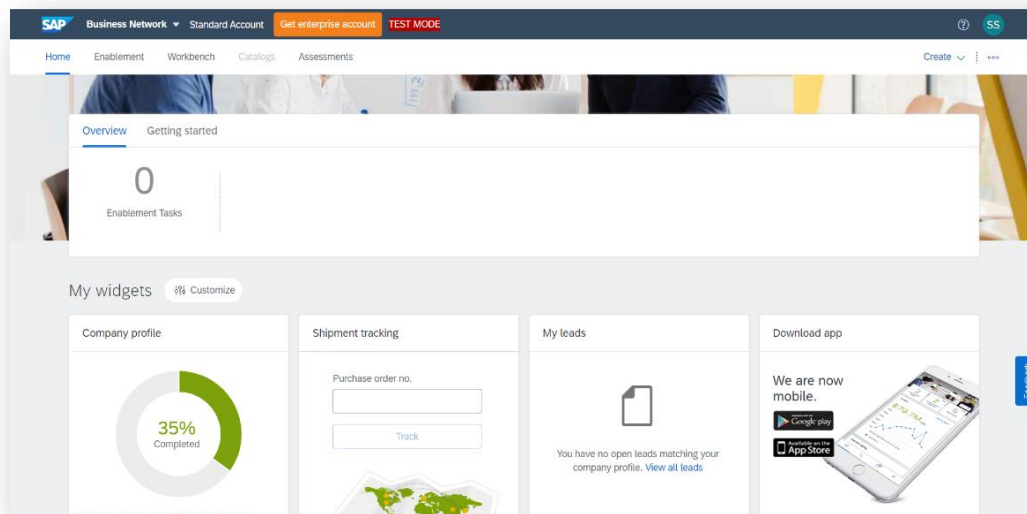 SAP Business Network Standard Account Get enterprise account TEST MODE ? SS
Home Enablement Workbench Catalogs Assessments Create
Overview Getting started
0
Enablement Tasks
My widgets Customize
Company profile Shipment tracking My leads Download app
35%
Completed
Purchase order no.
Track
You have no open leads matching your
company profile. View all leads
We are now
mobile.
Google play
Available on the
App Store